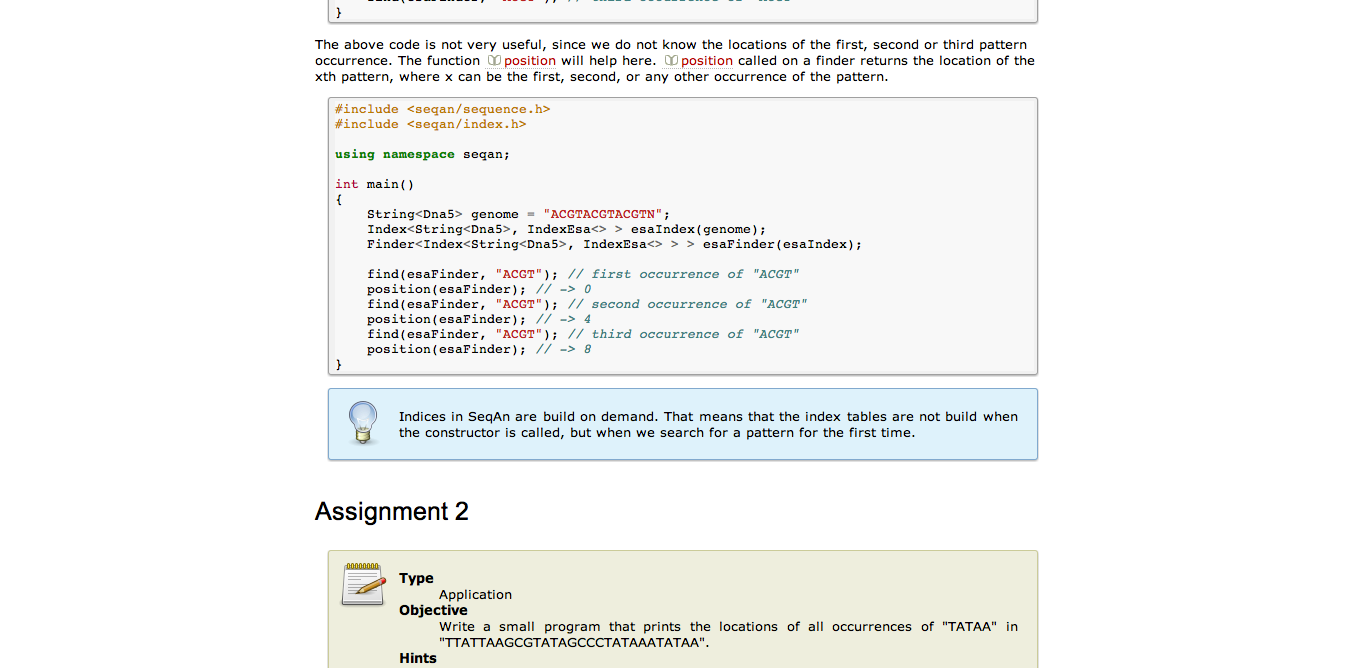 }
The above code is not very useful, since we do not know the locations of the first, second or third pattern
occurrence. The function position will help here. position called on a finder returns the location of the
xth pattern, where x can be the first, second, or any other occurrence of the pattern.
#include <seqan/sequence.h>
#include <seqan/index.h>
using namespace seqan;
int main()
{
String<Dna5> genome = "ACGTACGTACGTN";
Index<String<Dna5>, IndexEsa<> > esaIndex(genome);
Finder<Index<String<Dna5>, IndexEsa<> > > esaFinder(esaIndex);
find(esaFinder, "ACGT"); // first occurrence of "ACGT"
position(esaFinder); // -> 0
find(esaFinder, "ACGT"); // second occurrence of "ACGT"
position(esaFinder); // -> 4
find(esaFinder, "ACGT"); // third occurrence of "ACGT"
position(esaFinder); // -> 8
}
Indices in SeqAn are build on demand. That means that the index tables are not build when
the constructor is called, but when we search for a pattern for the first time.
Assignment 2
Type
Application
Objective
Write a small program that prints the locations of all occurrences of "TATAA" in
"TTATTAAGCGTATAGCCCTATAAATATAA".
Hints